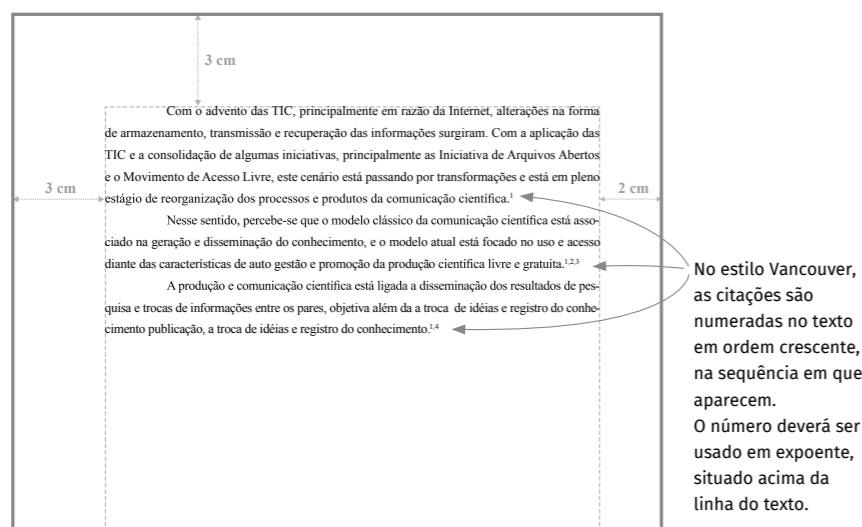 3 cm
Com o advento das TIC, principalmente em razão da Internet, alterações na forma
de armazenamento, transmissão e recuperação das informações surgiram. Com a aplicação das
TIC e a consolidação de algumas iniciativas, principalmente as Iniciativa de Arquivos Abertos
e o Movimento de Acesso Livre, este cenário está passando por transformações e está em pleno
estágio de reorganização dos processos e produtos da comunicação científica.¹
3 cm
2 cm
Nesse sentido, percebe-se que o modelo clássico da comunicação científica está asso-
ciado na geração e disseminação do conhecimento, e o modelo atual está focado no uso e acesso
diante das características de auto gestão e promoção da produção científica livre e gratuita.¹,²,³
A produção e comunicação científica está ligada a disseminação dos resultados de pes-
quisa e trocas de informações entre os pares, objetiva além da a troca de idéias e registro do conhe-
cimento publicação, a troca de idéias e registro do conhecimento.¹,⁴
No estilo Vancouver,
as citações são
numeradas no texto
em ordem crescente,
na sequência em que
aparecem.
O número deverá ser
usado em expoente,
situado acima da
linha do texto.